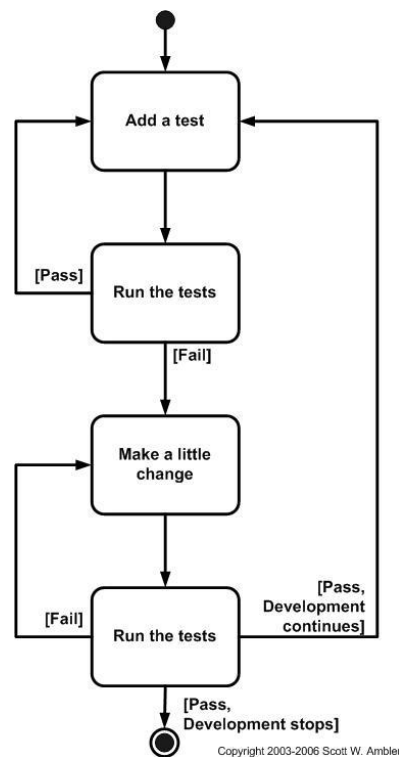 Add a test
[Pass]
Run the tests
[Fail]
Make a little
change
[Fail]
Run the tests
[Pass,
Development
continues]
[Pass,
Development stops]
Copyright 2003-2006 Scott W. Ambler